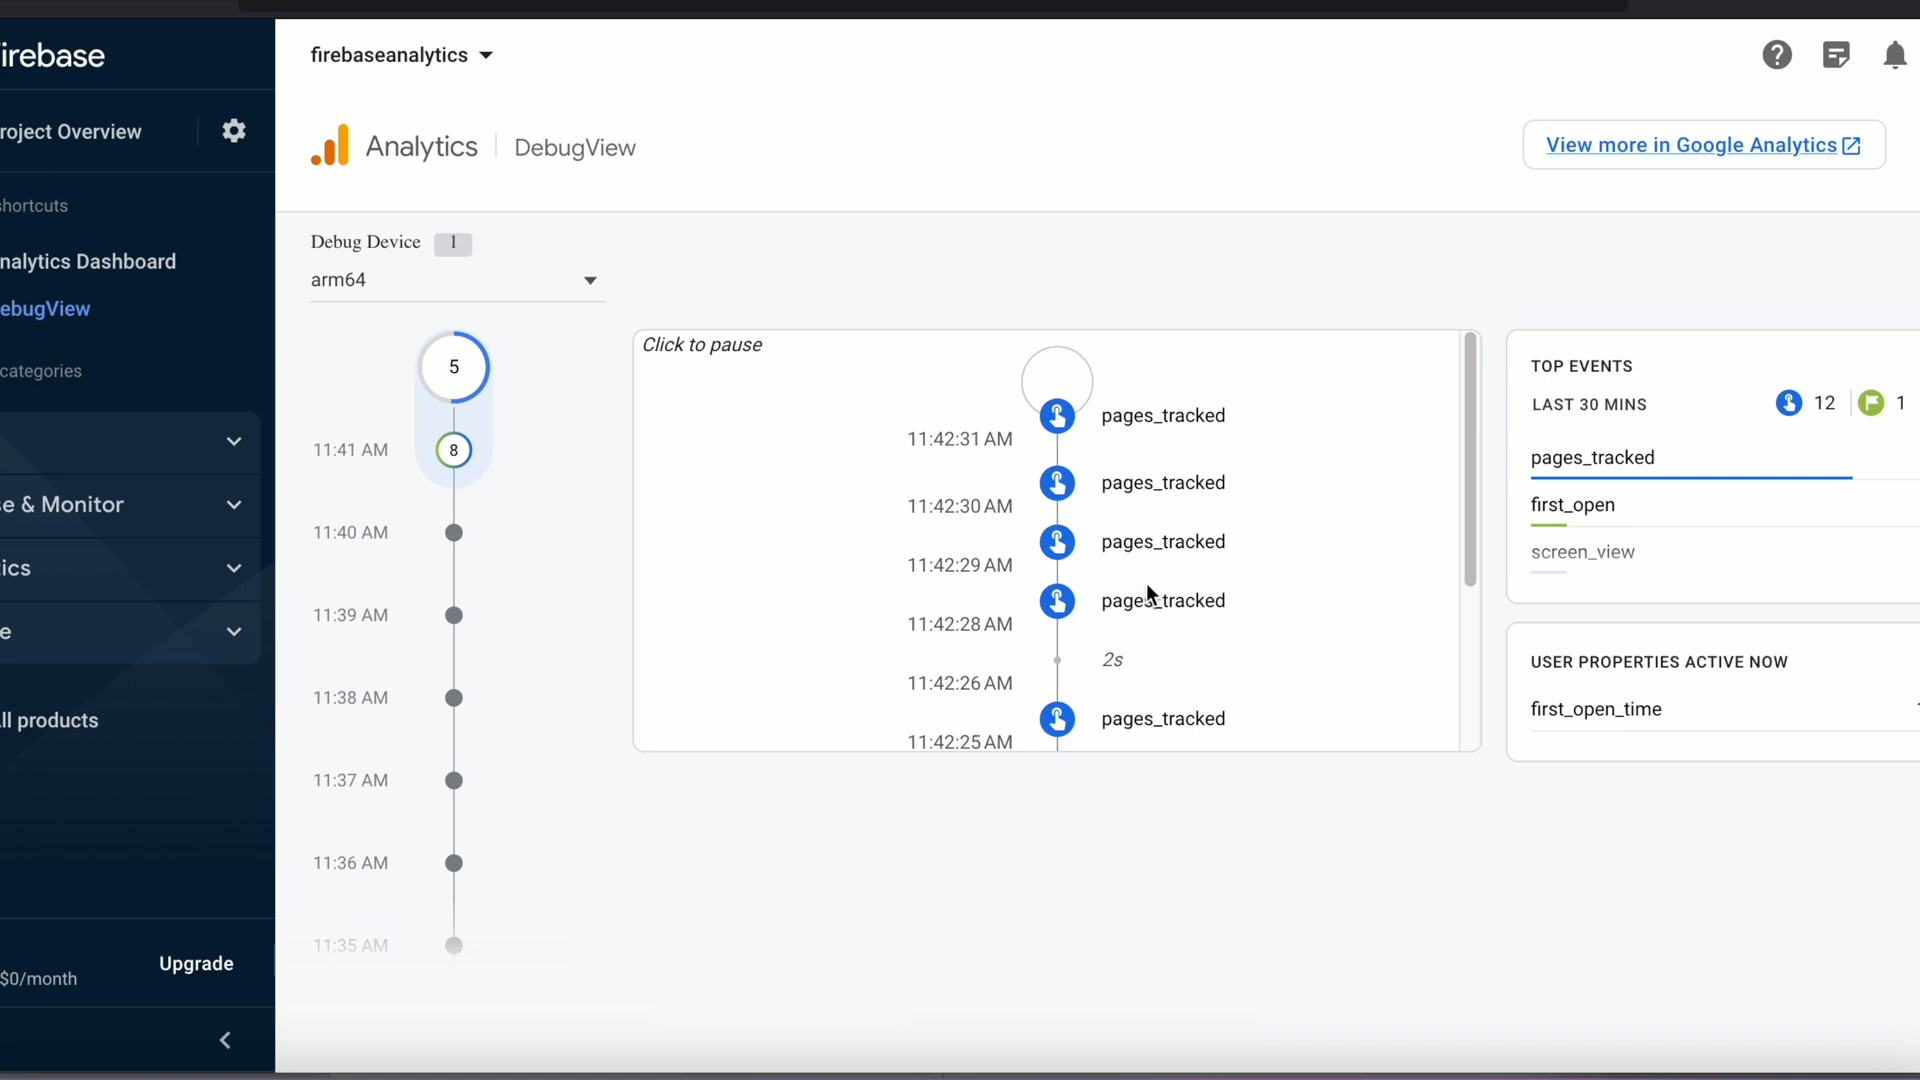 irebase
firebaseanalytics
roject Overview
Analytics
DebugView
View more in Google Analytics
hortcuts
nalytics Dashboard
ebugView
categories
se & Monitor
tics
e
ll products
Upgrade
$0/month
Debug Device 1
arm64
5
11:41 AM 8
11:40 AM
11:39 AM
11:38 AM
11:37 AM
11:36 AM
11:35 AM
Click to pause
pages_tracked
11:42:31 AM
pages_tracked
11:42:30 AM
pages_tracked
11:42:29 AM
pages_tracked
11:42:28 AM
2s
11:42:26 AM
pages_tracked
11:42:25 AM
TOP EVENTS
LAST 30 MINS 12 1
pages_tracked
first_open
screen_view
USER PROPERTIES ACTIVE NOW
first_open_time